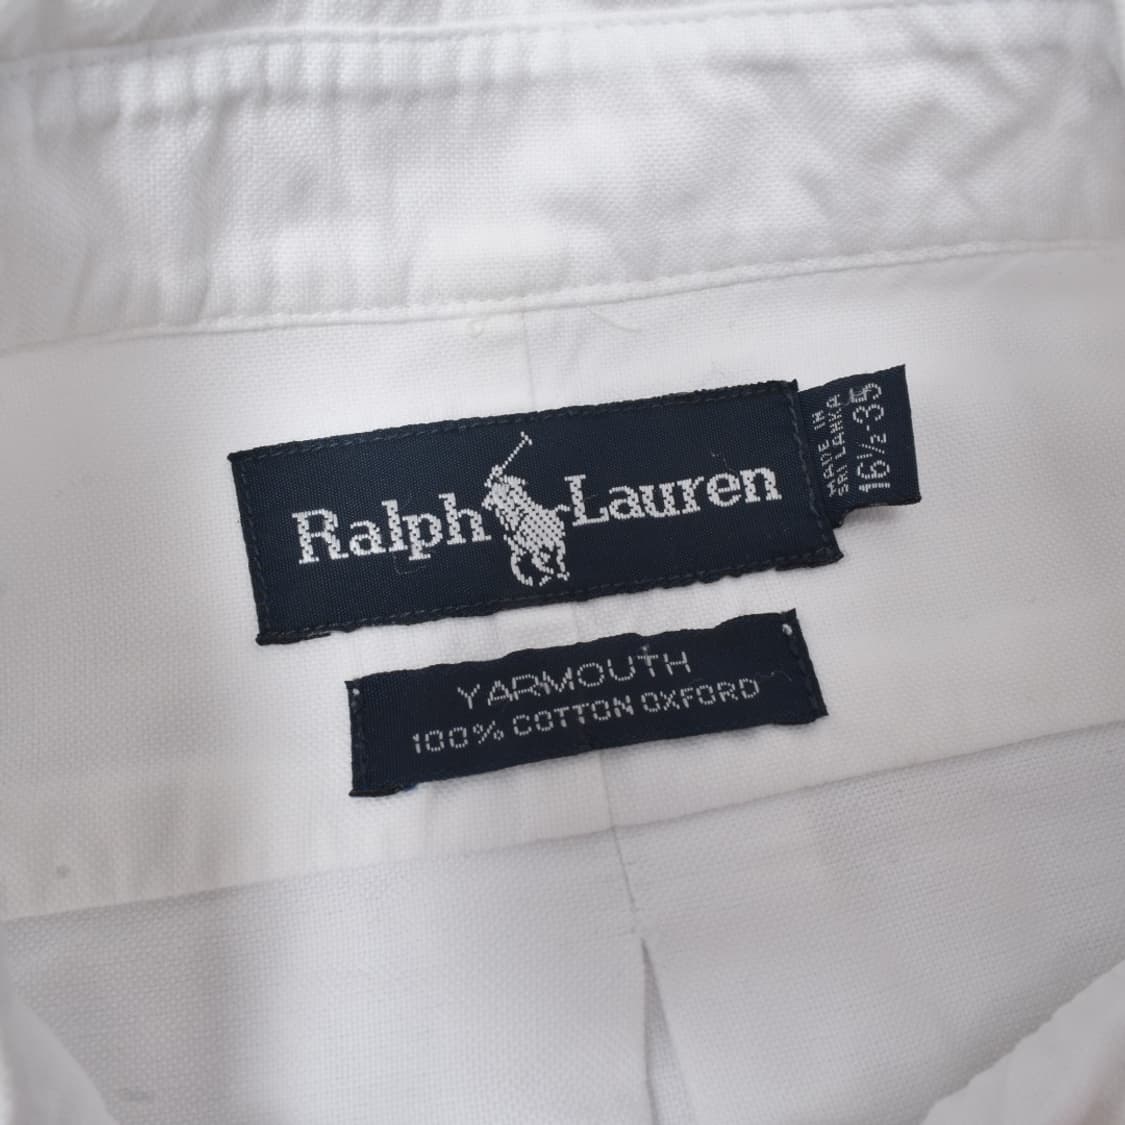 Ralph Lauren
MADE IN
SRI LANKA
16½-35
YARMOUTH
100% COTTON OXFORD